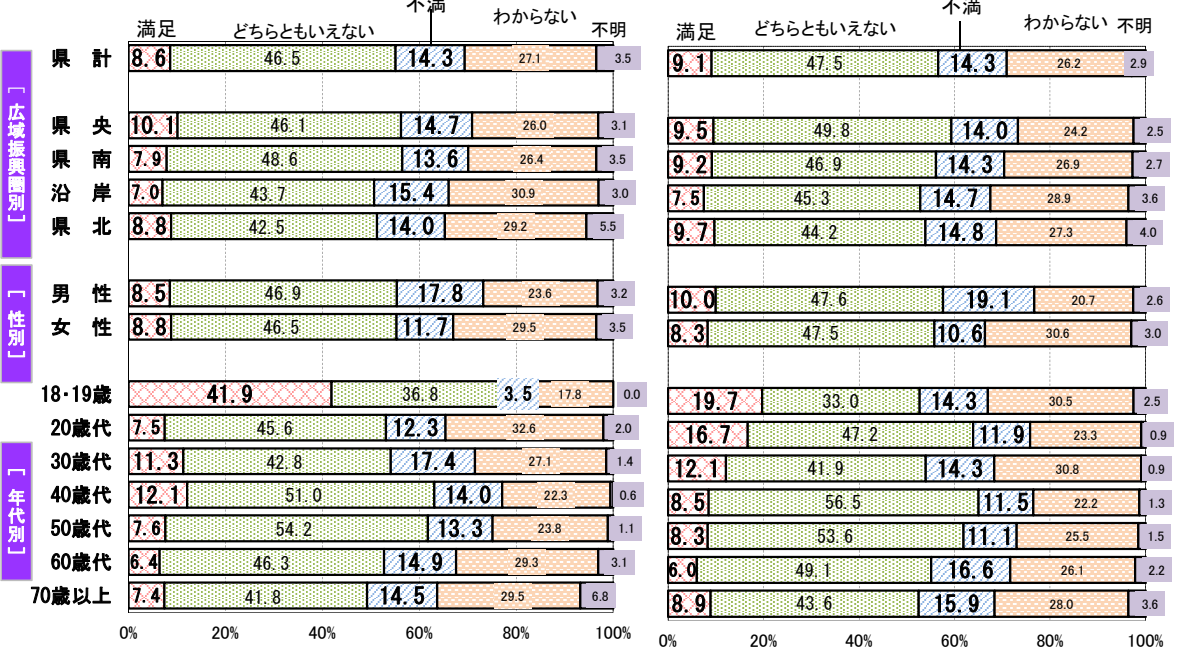 不満 わからない 不満 わからない
満足 どちらともいえない 不明 満足 どちらともいえない 不明
県 計 8.6 46.5 14.3 27.1 3.5 9.1 47.5 14.3 26.2 2.9
[広域振興圏別]
県 央 10.1 46.1 14.7 26.0 3.1 9.5 49.8 14.0 24.2 2.5
県 南 7.9 48.6 13.6 26.4 3.5 9.2 46.9 14.3 26.9 2.7
沿 岸 7.0 43.7 15.4 30.9 3.0 7.5 45.3 14.7 28.9 3.6
県 北 8.8 42.5 14.0 29.2 5.5 9.7 44.2 14.8 27.3 4.0
[性別]
男 性 8.5 46.9 17.8 23.6 3.2 10.0 47.6 19.1 20.7 2.6
女 性 8.8 46.5 11.7 29.5 3.5 8.3 47.5 10.6 30.6 3.0
18・19歳 41.9 36.8 3.5 17.8 0.0 19.7 33.0 14.3 30.5 2.5
20歳代 7.5 45.6 12.3 32.6 2.0 16.7 47.2 11.9 23.3 0.9
[年代別]
30歳代 11.3 42.8 17.4 27.1 1.4 12.1 41.9 14.3 30.8 0.9
40歳代 12.1 51.0 14.0 22.3 0.6 8.5 56.5 11.5 22.2 1.3
50歳代 7.6 54.2 13.3 23.8 1.1 8.3 53.6 11.1 25.5 1.5
60歳代 6.4 46.3 14.9 29.3 3.1 6.0 49.1 16.6 26.1 2.2
70歳以上 7.4 41.8 14.5 29.5 6.8 8.9 43.6 15.9 28.0 3.6
0% 20% 40% 60% 80% 100% 0% 20% 40% 60% 80% 100%